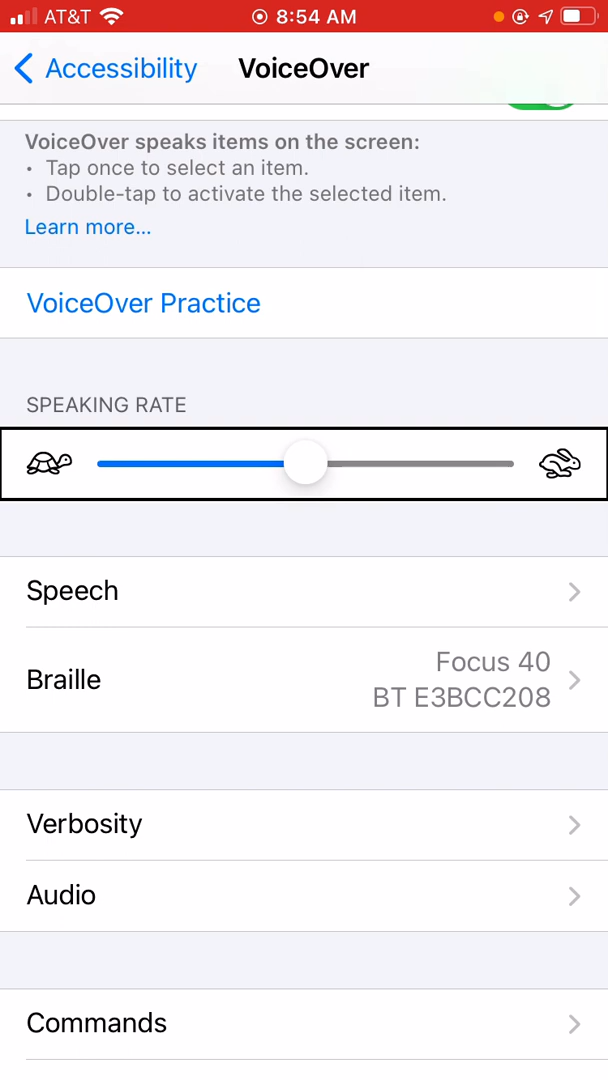 AT&T 8:54 AM
Accessibility VoiceOver
VoiceOver speaks items on the screen:
• Tap once to select an item.
• Double-tap to activate the selected item.
Learn more...
VoiceOver Practice
SPEAKING RATE
Speech
Braille Focus 40
BT E3BCC208
Verbosity
Audio
Commands